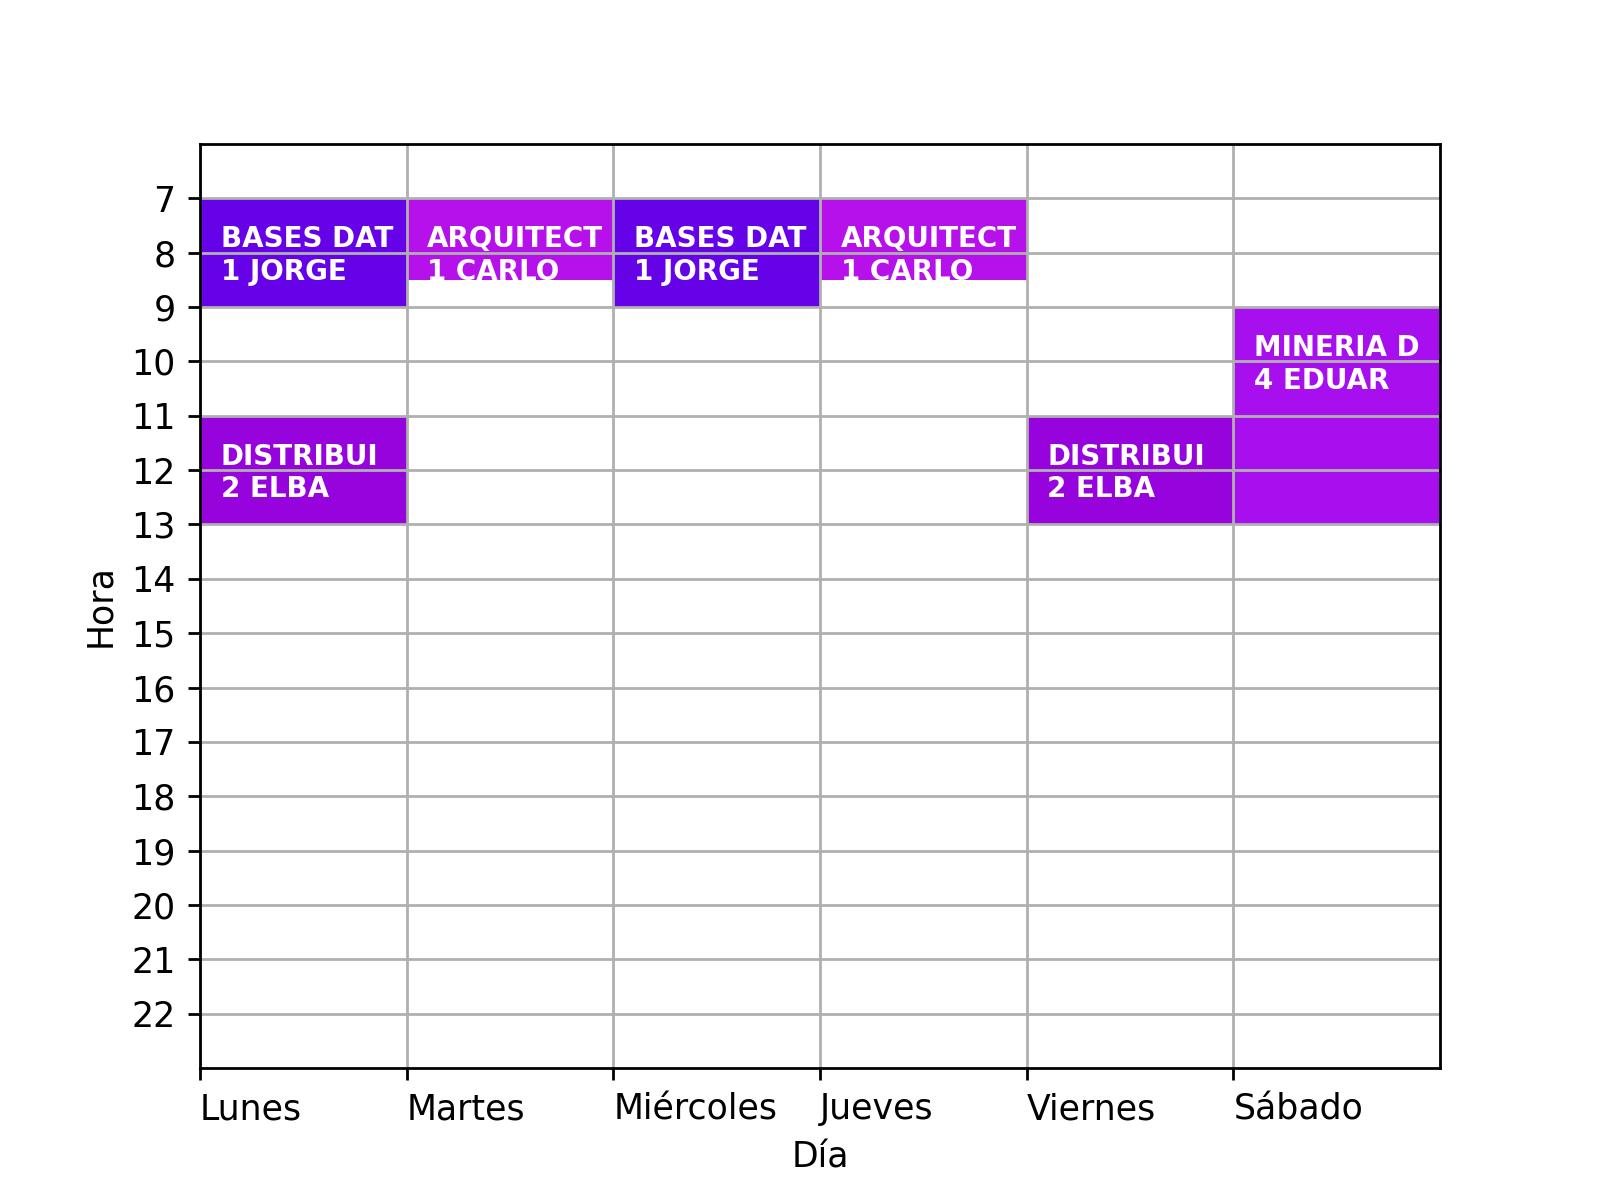 7
BASES DAT
1 JORGE
ARQUITECT
1 CARLO
BASES DAT
1 JORGE
ARQUITECT
1 CARLO
8
9
MINERIA D
4 EDUAR
10
11
DISTRIBUI
2 ELBA
DISTRIBUI
2 ELBA
12
13
14
15
16
17
18
19
20
21
22
Hora
Lunes Martes Miércoles Jueves Viernes Sábado
Día